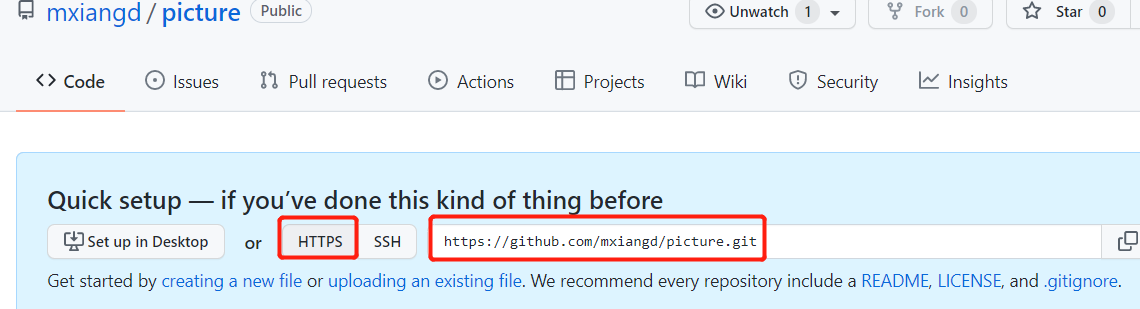 mxiangd / picture Public Unwatch 1 Fork 0 Star 0
Code Issues Pull requests Actions Projects Wiki Security Insights
Quick setup — if you've done this kind of thing before
Set up in Desktop or HTTPS SSH https://github.com/mxiangd/picture.git
Get started by creating a new file or uploading an existing file. We recommend every repository include a README, LICENSE, and .gitignore.